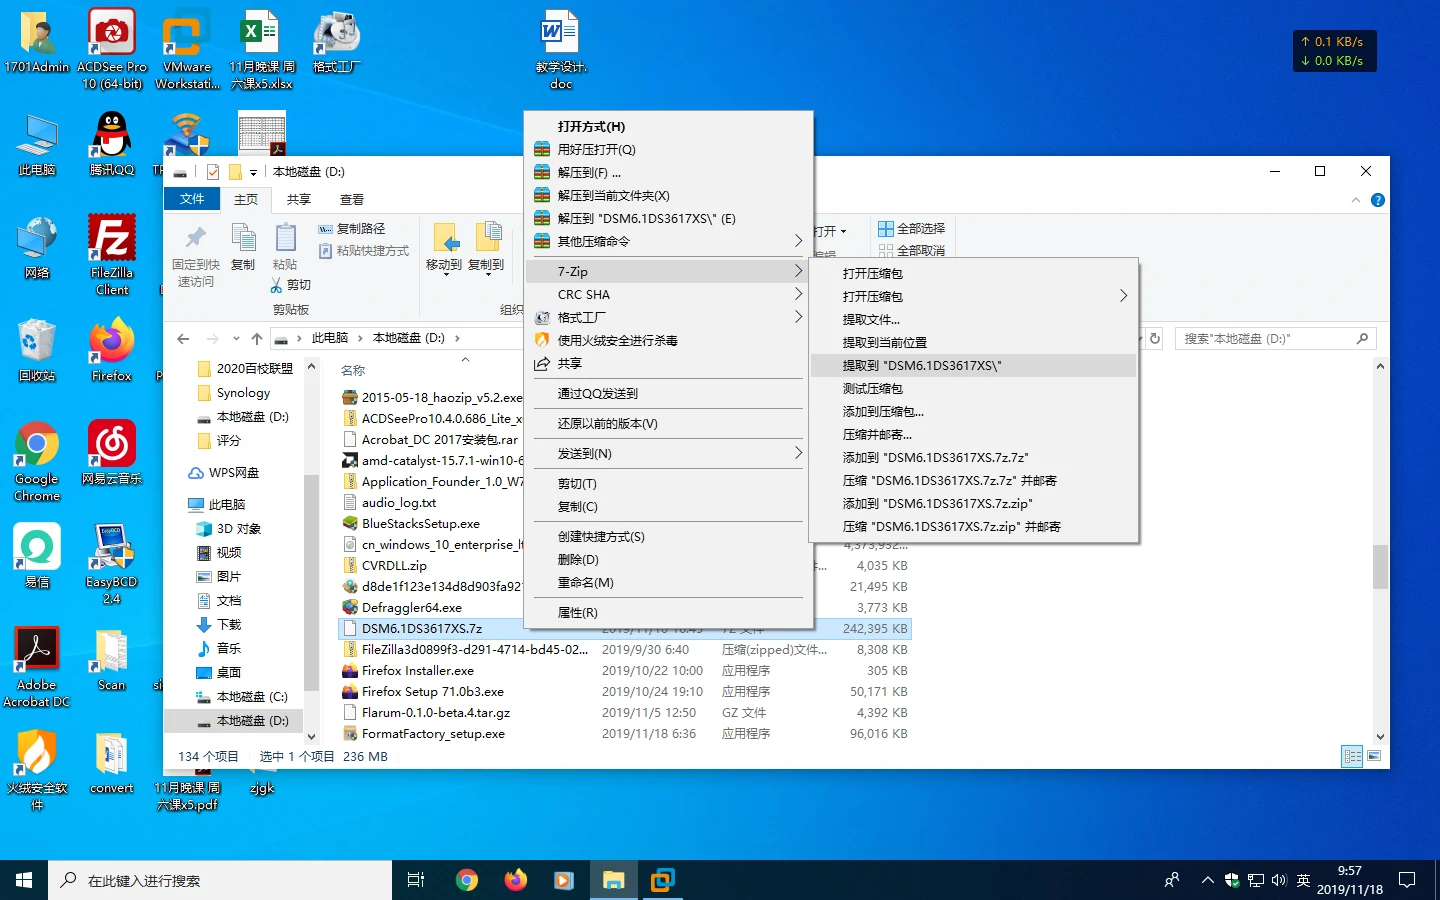 1701Admin
ACDSee Pro
10 (64-bit)
VMware
Workstati...
11月晚课 周
六课x5.xlsx
格式工厂
教学设计.
doc
↑ 0.1 KB/s
↓ 0.0 KB/s
此电脑
腾讯QQ
网络
FileZilla
Client
回收站
Firefox
Google
Chrome
网易云音乐
易信
EasyBCD
2.4
Adobe
Acrobat DC
Scan
火绒安全软
件
convert
11月晚课 周
六课x5.pdf
zjgk
本地磁盘 (D:)
文件
主页
共享
查看
固定到快
速访问
复制
粘贴
复制路径
粘贴快捷方式
剪切
剪贴板
移动到
复制到
组织
打开
编辑
全部选择
全部取消
此电脑
本地磁盘 (D:)
搜索"本地磁盘 (D:)"
2020百校联盟
Synology
本地磁盘 (D:)
评分
WPS网盘
此电脑
3D 对象
视频
图片
文档
下载
音乐
桌面
本地磁盘 (C:)
本地磁盘 (D:)
名称
2015-05-18_haozip_v5.2.exe
ACDSeePro10.4.0.686_Lite_x
Acrobat_DC 2017安装包.rar
amd-catalyst-15.7.1-win10-6
Application_Founder_1.0_W7
audio_log.txt
BlueStacksSetup.exe
cn_windows_10_enterprise_lt
4,373,932...
CVRDLL.zip 4,035 KB
d8de1f123e134d8d903fa92 21,495 KB
Defraggler64.exe 3,773 KB
DSM6.1DS3617XS.7z 242,395 KB
FileZilla3d0899f3-d291-4714-bd45-02... 2019/9/30 6:40 压缩(zipped)文件... 8,308 KB
Firefox Installer.exe 2019/10/22 10:00 应用程序 305 KB
Firefox Setup 71.0b3.exe 2019/10/24 19:10 应用程序 50,171 KB
Flarum-0.1.0-beta.4.tar.gz 2019/11/5 12:50 GZ 文件 4,392 KB
FormatFactory_setup.exe 2019/11/18 6:36 应用程序 96,016 KB
134 个项目 选中 1 个项目 236 MB
打开方式(H)
用好压打开(Q)
解压到(F) ...
解压到当前文件夹(X)
解压到 "DSM6.1DS3617XS\" (E)
其他压缩命令
7-Zip
CRC SHA
格式工厂
使用火绒安全进行杀毒
共享
通过QQ发送到
还原以前的版本(V)
发送到(N)
剪切(T)
复制(C)
创建快捷方式(S)
删除(D)
重命名(M)
属性(R)
打开压缩包
打开压缩包
提取文件...
提取到当前位置
提取到 "DSM6.1DS3617XS\"
测试压缩包
添加到压缩包...
压缩并邮寄...
添加到 "DSM6.1DS3617XS.7z.7z"
压缩 "DSM6.1DS3617XS.7z.7z" 并邮寄
添加到 "DSM6.1DS3617XS.7z.zip"
压缩 "DSM6.1DS3617XS.7z.zip" 并邮寄
在此键入进行搜索
英
9:57
2019/11/18